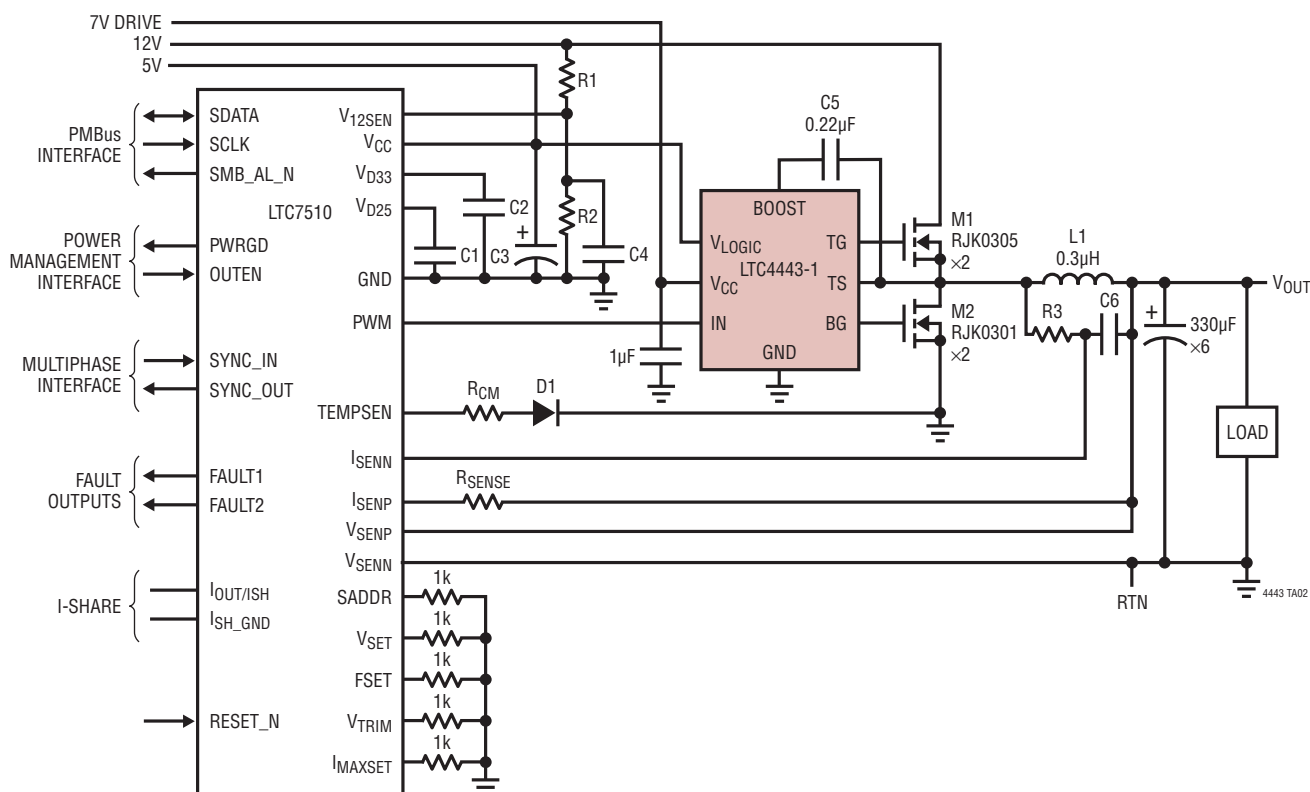 7V DRIVE
12V
5V
PMBus
INTERFACE
POWER
MANAGEMENT
INTERFACE
MULTIPHASE
INTERFACE
FAULT
OUTPUTS
I-SHARE
SDATA
SCLK
SMB_AL_N
LTC7510
PWRGD
OUTEN
SYNC_IN
SYNC_OUT
FAULT1
FAULT2
IOUT/ISH
ISH_GND
RESET_N
V12SEN
VCC
VD33
VD25
GND
PWM
TEMPSEN
ISENN
ISENP
VSENP
VSENN
SADDR
VSET
FSET
VTRIM
IMAXSET
1k
1k
1k
1k
1k
R1
R2
C1
C2
+
C3
C4
1µF
RCM
D1
RSENSE
C5
0.22µF
BOOST
VLOGIC
TG
LTC4443-1
VCC
TS
IN
BG
GND
M1
RJK0305
×2
M2
RJK0301
×2
L1
0.3µH
R3
C6
+
330µF
×6
VOUT
LOAD
RTN
4443 TA02